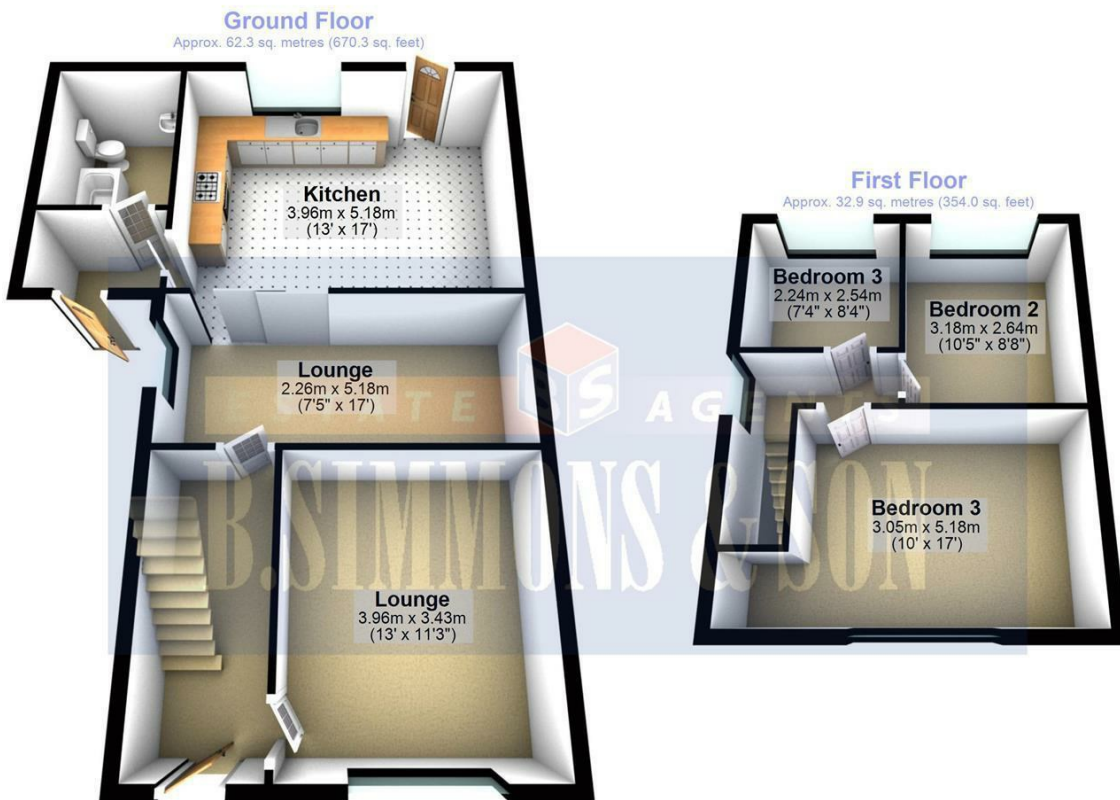 Ground Floor
Approx. 62.3 sq. metres (670.3 sq. feet)
Kitchen
3.96m x 5.18m
(13' x 17')
Lounge
2.26m x 5.18m
(7'5" x 17')
Lounge
3.96m x 3.43m
(13' x 11'3")
First Floor
Approx. 32.9 sq. metres (354.0 sq. feet)
Bedroom 3
2.24m x 2.54m
(7'4" x 8'4")
Bedroom 2
3.18m x 2.64m
(10'5" x 8'8")
Bedroom 3
3.05m x 5.18m
(10' x 17')
ESTATE BS AGENTS
B.SIMMONS & SON